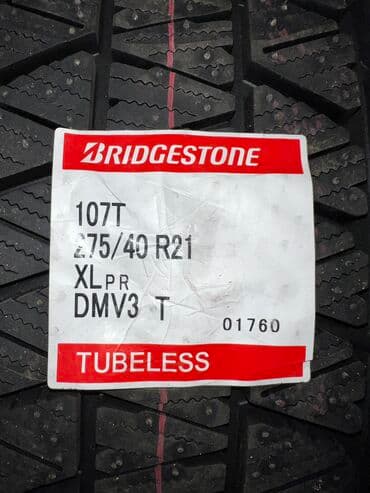 BRIDGESTONE
107T
275/40 R21
XL PR
DMV3 T
01760
TUBELESS